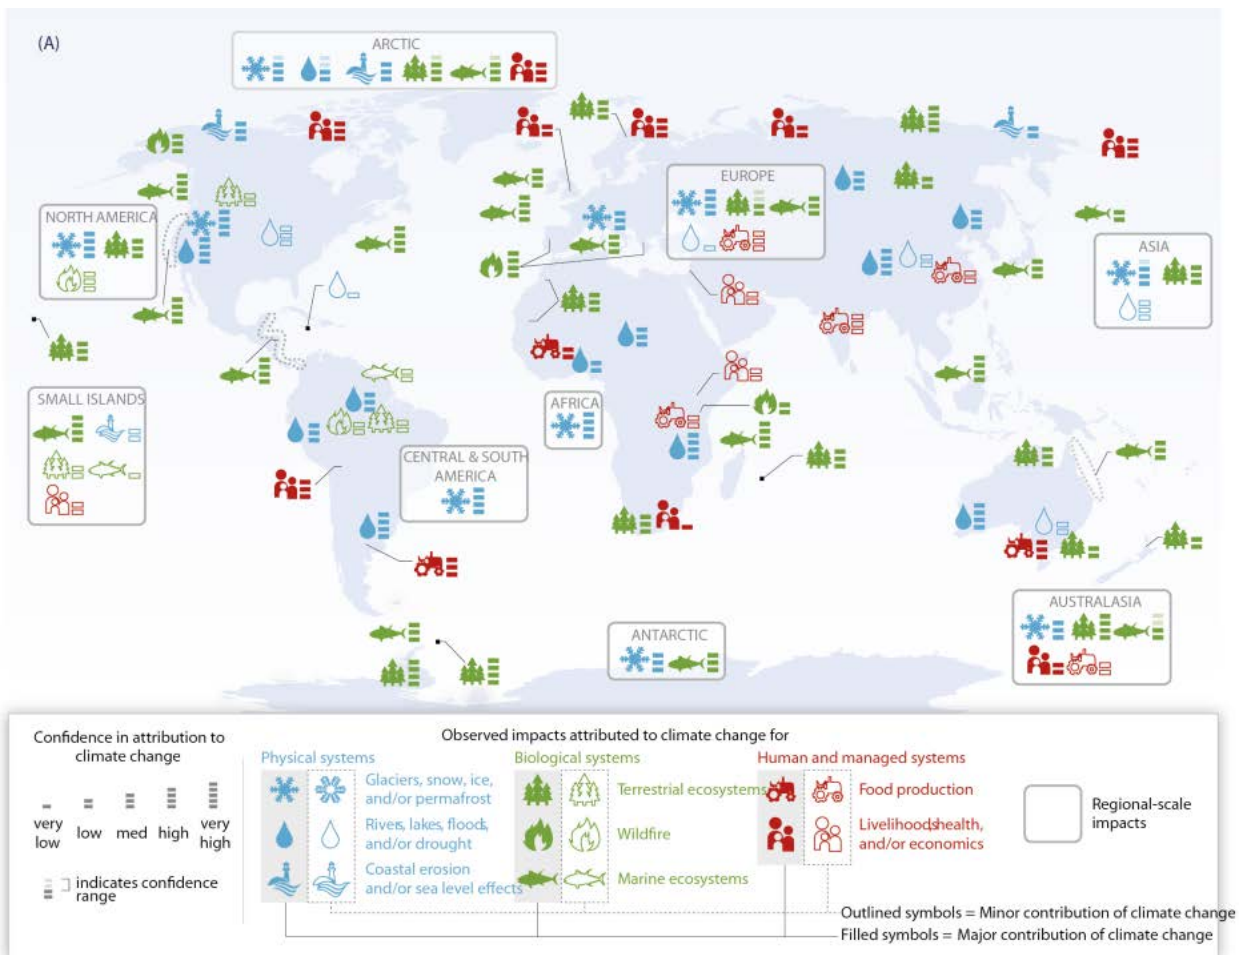 (A)
ARCTIC
EUROPE
NORTH AMERICA
ASIA
SMALL ISLANDS
AFRICA
CENTRAL & SOUTH
AMERICA
AUSTRALASIA
ANTARCTIC
Confidence in attribution to
climate change
very
low
low
med
high
very
high
indicates confidence
range
Observed impacts attributed to climate change for
Physical systems
Glaciers, snow, ice,
and/or permafrost
Rivers, lakes, floods,
and/or drought
Coastal erosion
and/or sea level effects
Biological systems
Terrestrial ecosystems
Wildfire
Marine ecosystems
Human and managed systems
Food production
Livelihoods, health,
and/or economics
Regional-scale
impacts
Outlined symbols = Minor contribution of climate change
Filled symbols = Major contribution of climate change